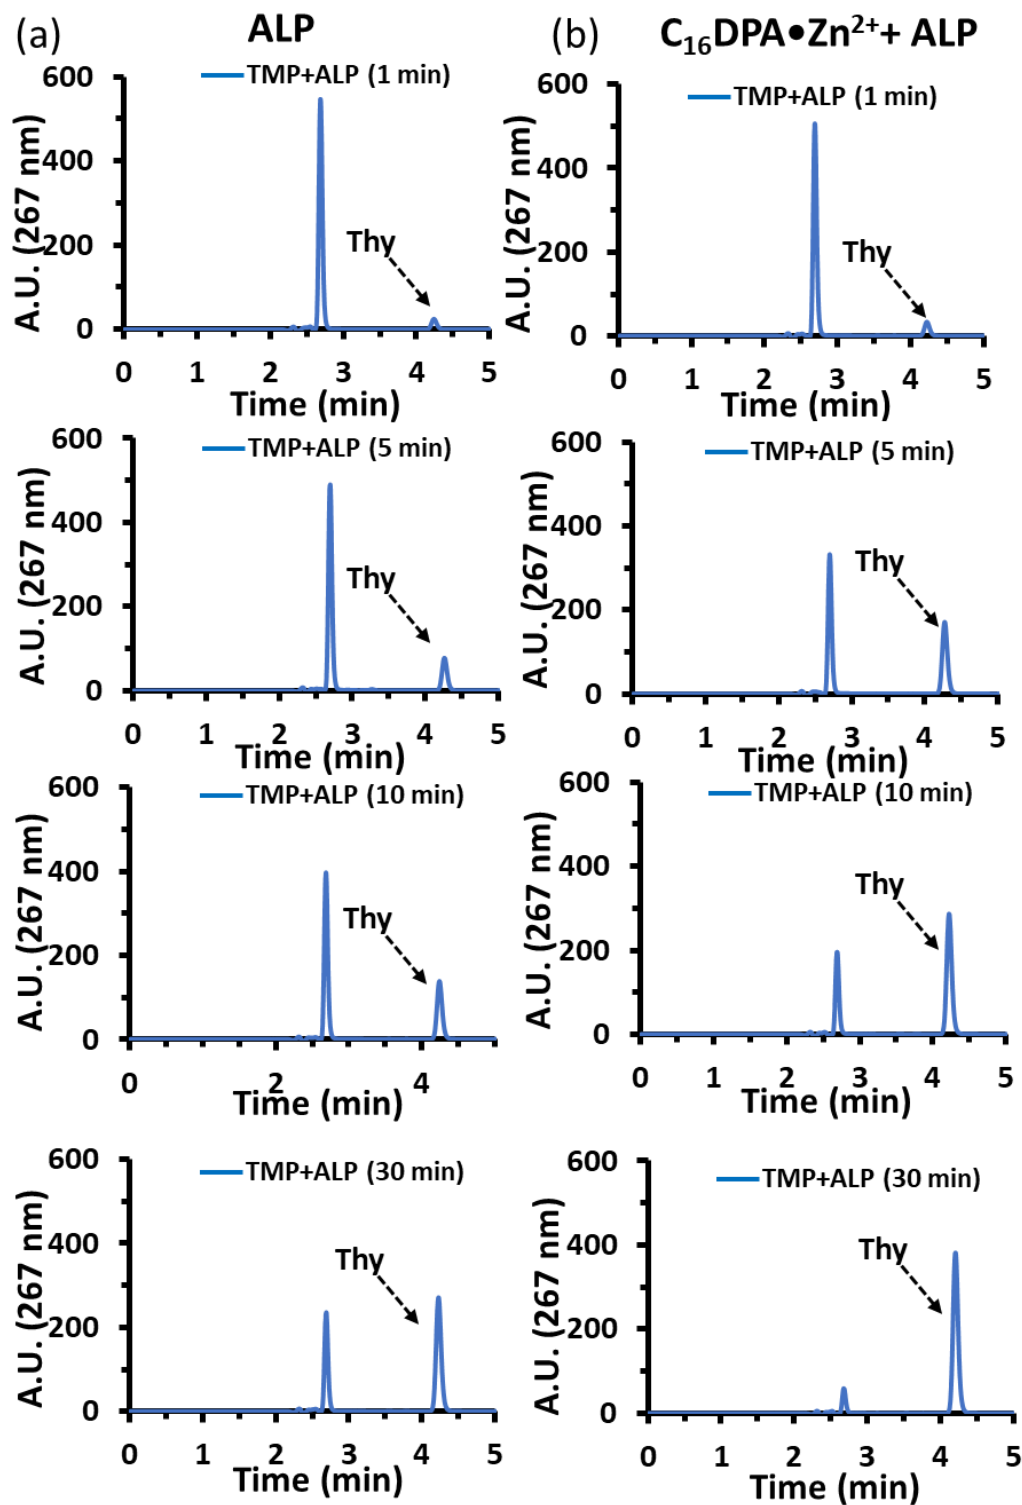 (a) ALP
(b) C₁₆DPA•Zn²⁺+ ALP
TMP+ALP (1 min)
A.U. (267 nm)
600
400
200
0
Thy
0 1 2 3 4 5
Time (min)
TMP+ALP (1 min)
A.U. (267 nm)
600
400
200
0
Thy
0 1 2 3 4 5
Time (min)
TMP+ALP (5 min)
A.U. (267 nm)
600
400
200
0
Thy
0 1 2 3 4 5
Time (min)
TMP+ALP (5 min)
A.U. (267 nm)
600
400
200
0
Thy
0 1 2 3 4 5
Time (min)
TMP+ALP (10 min)
A.U. (267 nm)
600
400
200
0
Thy
0 2 4
Time (min)
TMP+ALP (10 min)
A.U. (267 nm)
600
400
200
0
Thy
0 1 2 3 4 5
Time (min)
TMP+ALP (30 min)
A.U. (267 nm)
600
400
200
0
Thy
0 1 2 3 4 5
Time (min)
TMP+ALP (30 min)
A.U. (267 nm)
600
400
200
0
Thy
0 1 2 3 4 5
Time (min)